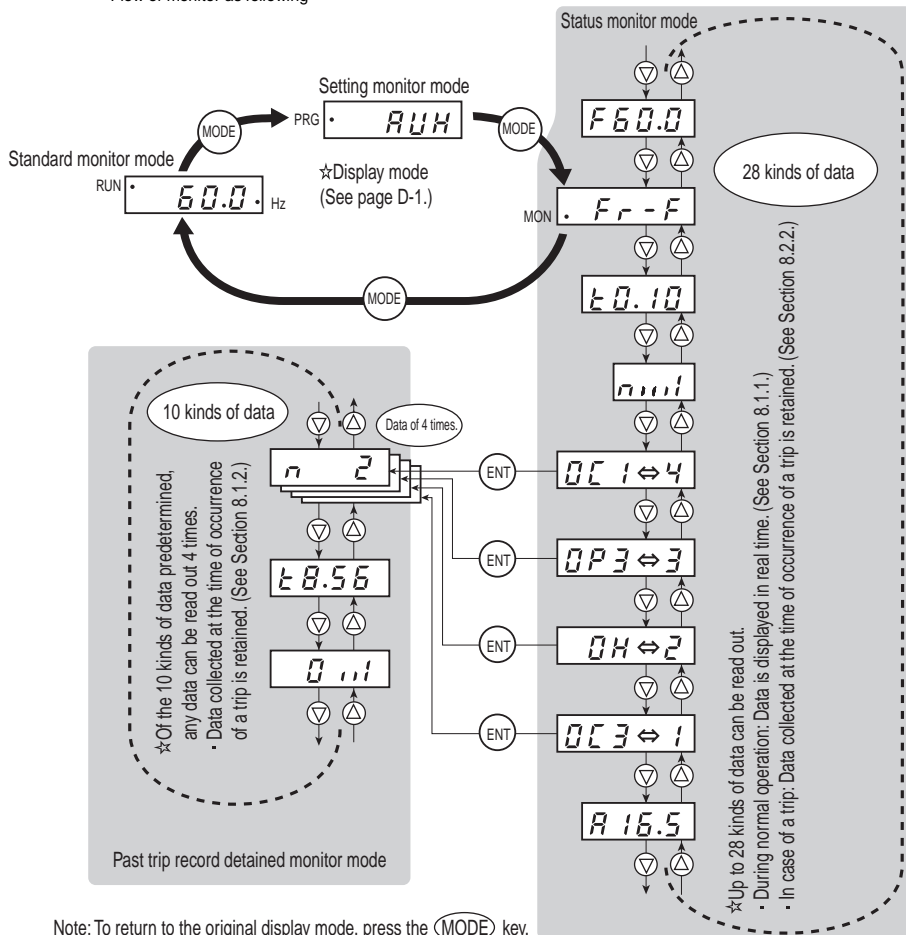 Flow of monitor as following
Status monitor mode
Setting monitor mode
MODE
PRG
AUH
MODE
Standard monitor mode
RUN
60.0
Hz
☆Display mode
(See page D-1.)
MODE
F60.0
28 kinds of data
MON
Fr-F
t0.10
10 kinds of data
Data of 4 times.
n 2
ENT
OC1⇔4
t8.56
ENT
OP3⇔3
ENT
OH⇔2
ENT
OC3⇔1
A16.5
☆Of the 10 kinds of data predetermined,
any data can be read out 4 times.
- Data collected at the time of occurrence
of a trip is retained. (See Section 8.1.2.)
☆Up to 28 kinds of data can be read out.
- During normal operation: Data is displayed in real time. (See Section 8.1.1.)
- In case of a trip: Data collected at the time of occurrence of a trip is retained. (See Section 8.2.2.)
Past trip record detained monitor mode
Note: To return to the original display mode, press the MODE key.